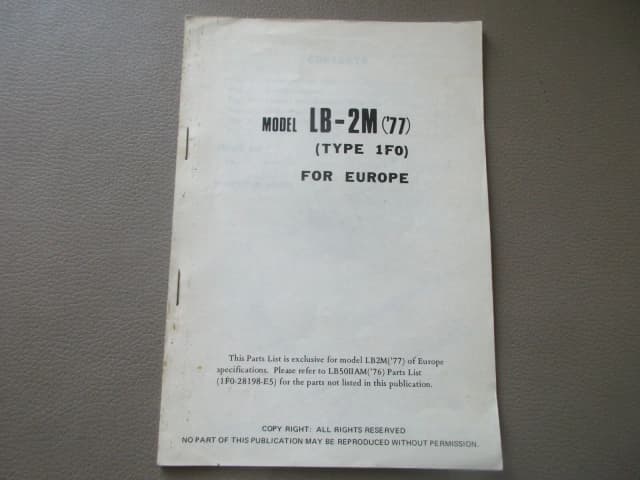 MODEL LB-2M ('77)
(TYPE 1F0)
FOR EUROPE
This Parts List is exclusive for model LB2M('77) of Europe
specifications. Please refer to LB50IIAM('76) Parts List
(1F0-28198-E5) for the parts not listed in this publication.
COPY RIGHT: ALL RIGHTS RESERVED
NO PART OF THIS PUBLICATION MAY BE REPRODUCED WITHOUT PERMISSION.